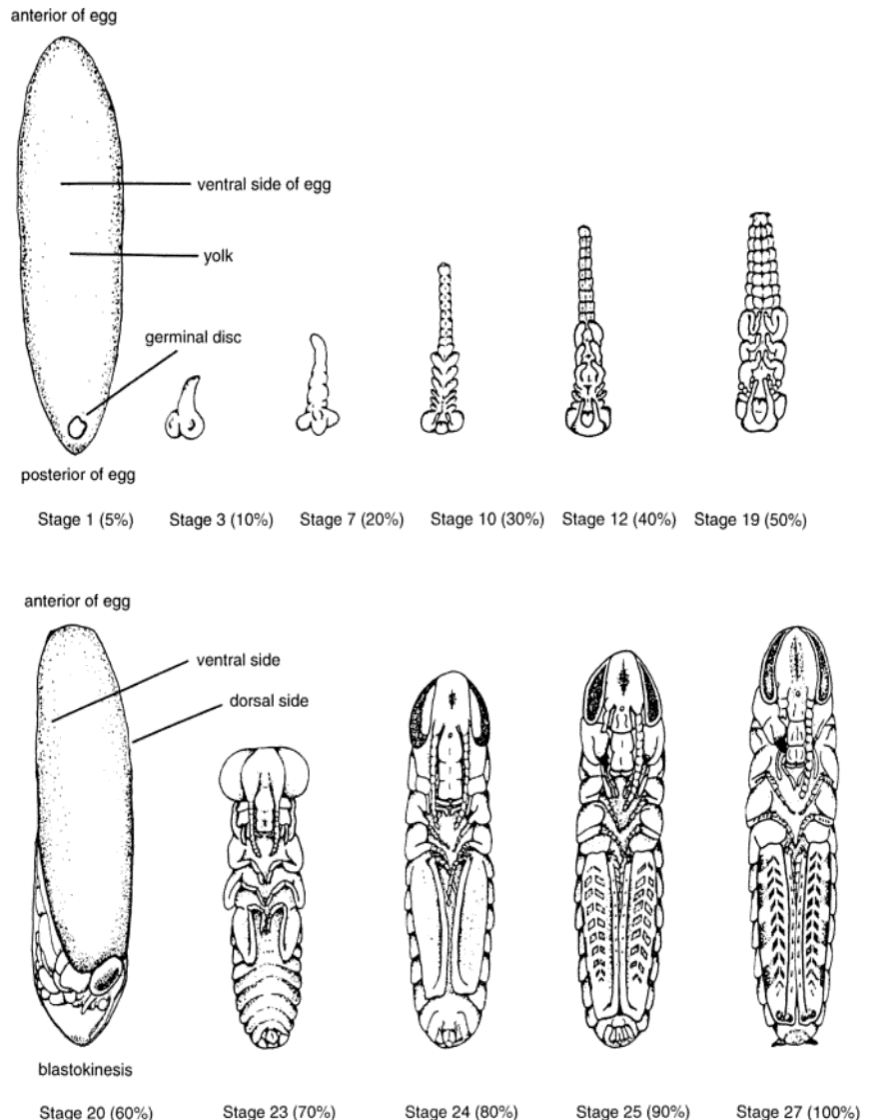 anterior of egg
ventral side of egg
yolk
germinal disc
posterior of egg
Stage 1 (5%)
Stage 3 (10%)
Stage 7 (20%)
Stage 10 (30%)
Stage 12 (40%)
Stage 19 (50%)
anterior of egg
ventral side
dorsal side
blastokinesis
Stage 20 (60%)
Stage 23 (70%)
Stage 24 (80%)
Stage 25 (90%)
Stage 27 (100%)